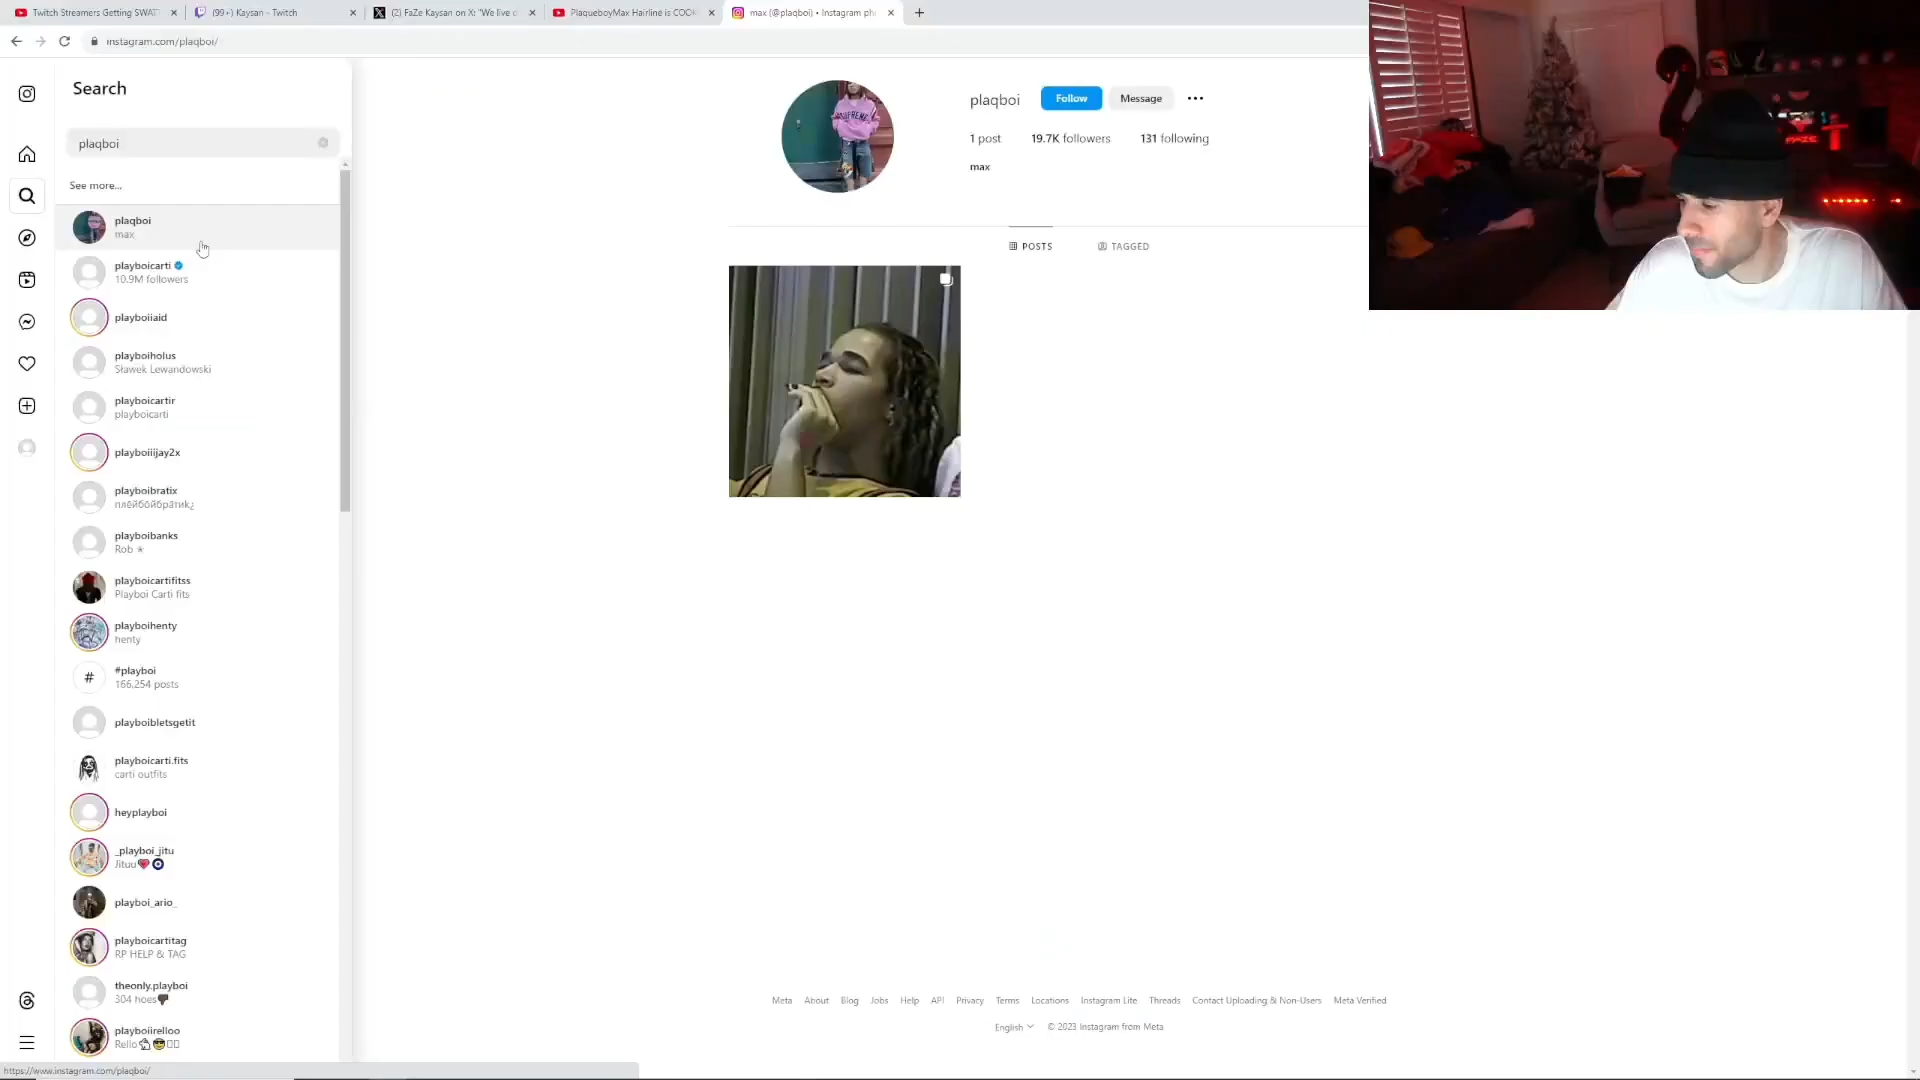 Twitch Streamers Getting SWAT
(99+) Kaysan - Twitch
(2) FaZe Kaysan on X: "We live d
PlaqueboyMax Hairline is COOK
max (@plaqboi) • Instagram ph
instagram.com/plaqboi/
Search
plaqboi
See more...
plaqboi
max
playboicarti
10.9M followers
playboiiaid
playboiholus
Sławek Lewandowski
playboicartir
playboicarti
playboiiijay2x
playboibratix
playboibanks
Rob
playboicartifitss
Playboi Carti fits
playboihenty
henty
#
#playboi
166,254 posts
playboibletsgetit
playboicarti.fits
carti outfits
heyplayboi
_playboi_jitu
Jituu
playboi_ario_
playboicartitag
RP HELP & TAG
theonly.playboi
304 hoes
playboiirelloo
Rello
https://www.instagram.com/plaqboi/
plaqboi
Follow
Message
1 post 19.7K followers 131 following
max
POSTS
TAGGED
Meta About Blog Jobs Help API Privacy Terms Locations Instagram Lite Threads Contact Uploading & Non-Users Meta Verified
English © 2023 Instagram from Meta